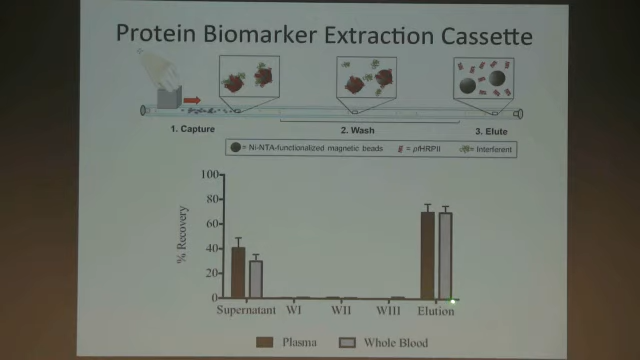 Protein Biomarker Extraction Cassette
1. Capture
2. Wash
3. Elute
= Ni-NTA-functionalized magnetic beads = pfHRPII = Interferent
100
80
60
40
20
0
% Recovery
Supernatant WI WII WIII Elution
Plasma Whole Blood